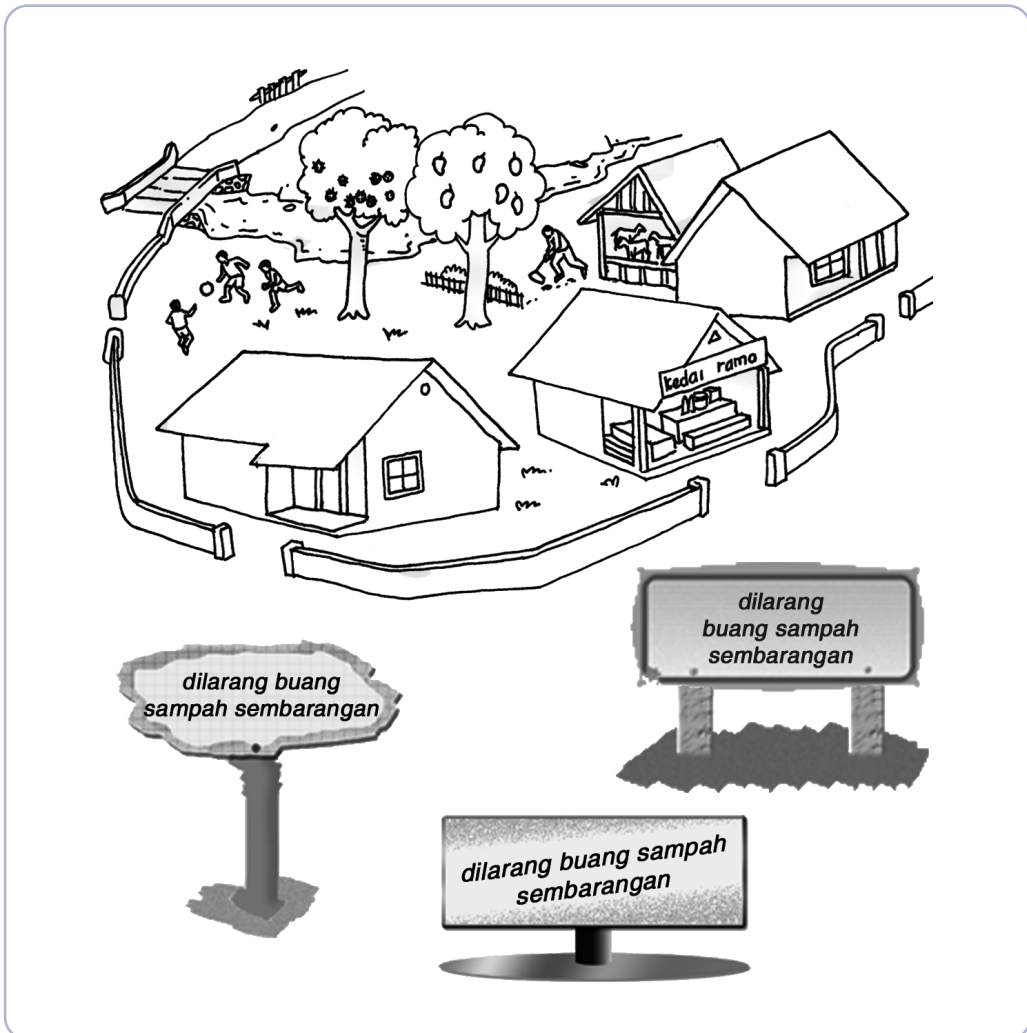 kedai rama
dilarang
buang sampah
sembarangan
dilarang buang
sampah sembarangan
dilarang buang sampah
sembarangan